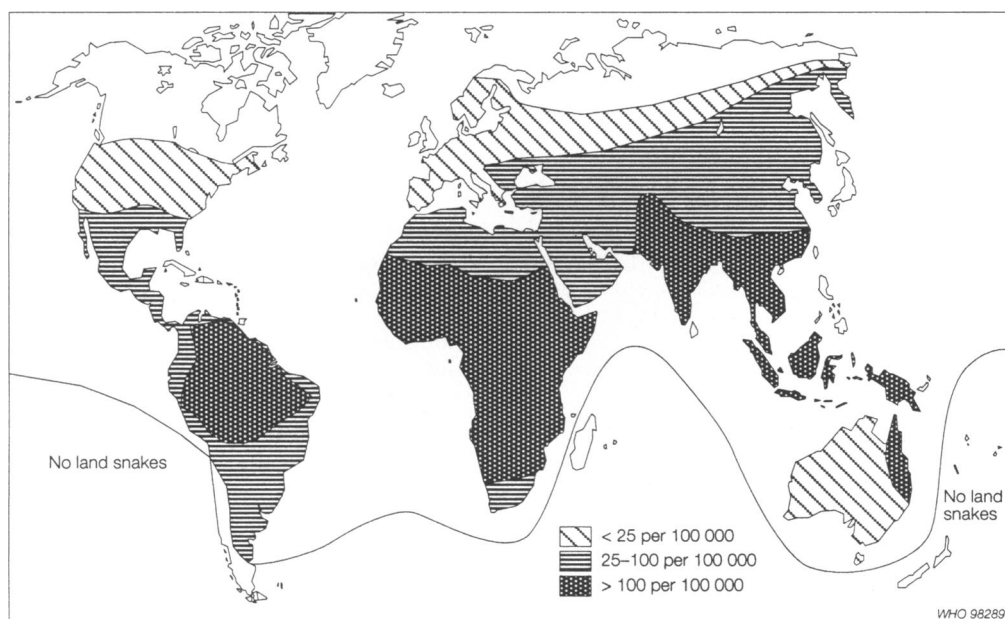 No land snakes
No land
snakes
< 25 per 100 000
25–100 per 100 000
> 100 per 100 000
WHO 98289